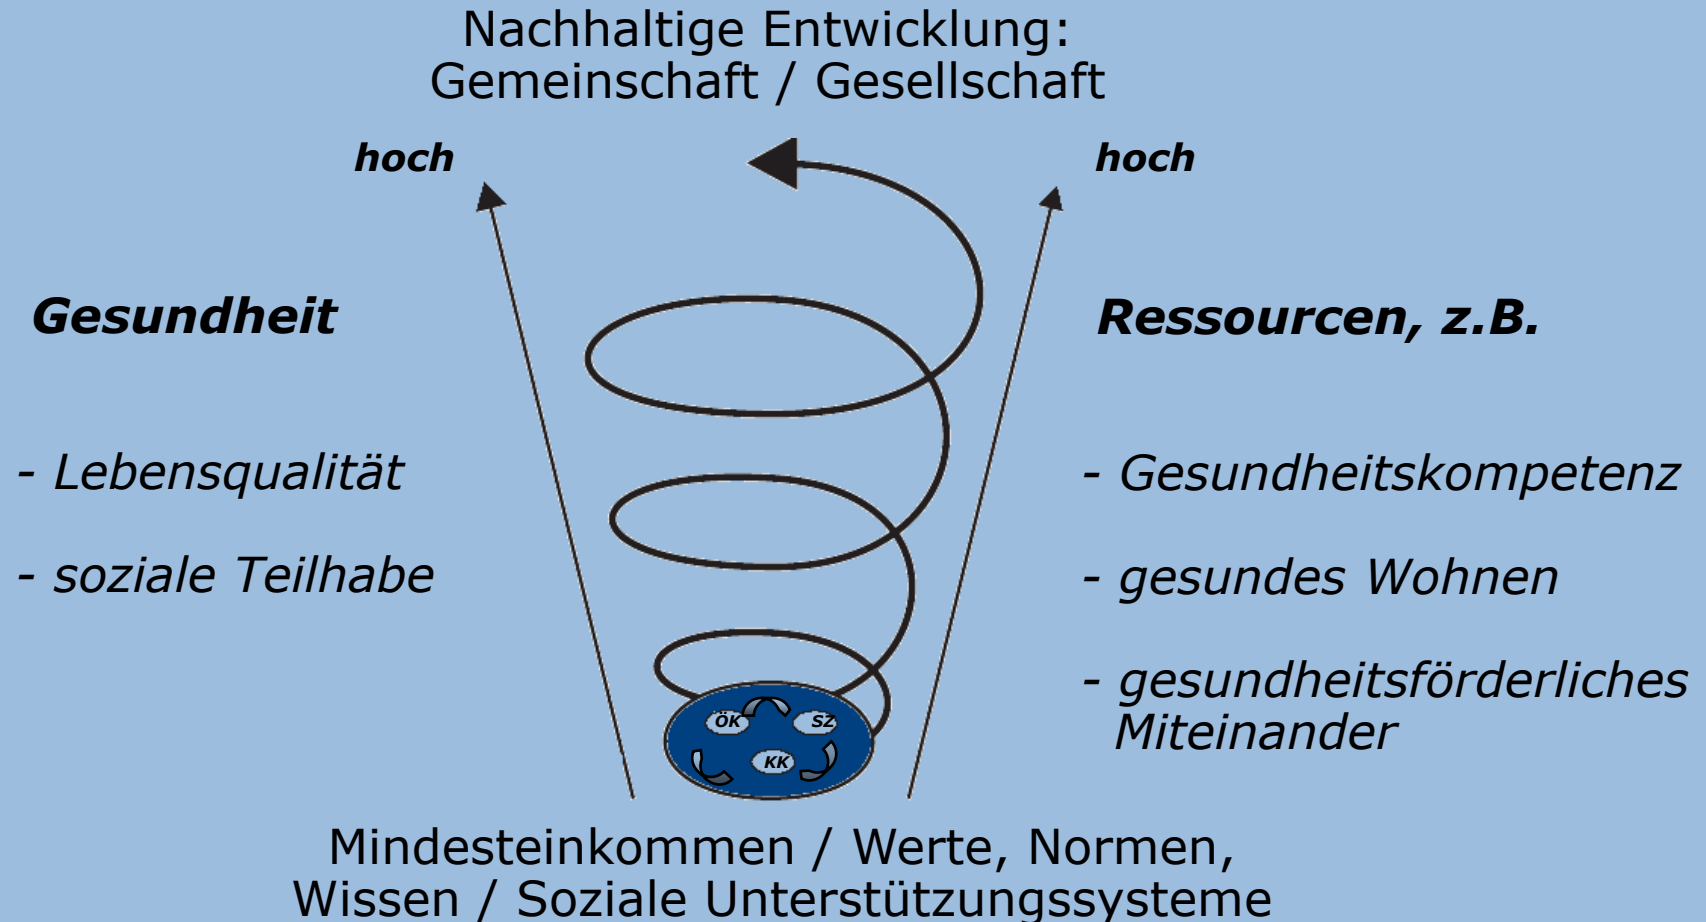 Nachhaltige Entwicklung:
Gemeinschaft / Gesellschaft
hoch
hoch
Gesundheit
Ressourcen, z.B.
- Lebensqualität
- soziale Teilhabe
- Gesundheitskompetenz
- gesundes Wohnen
- gesundheitsförderliches
Miteinander
ÖK
SZ
KK
Mindesteinkommen / Werte, Normen,
Wissen / Soziale Unterstützungssysteme